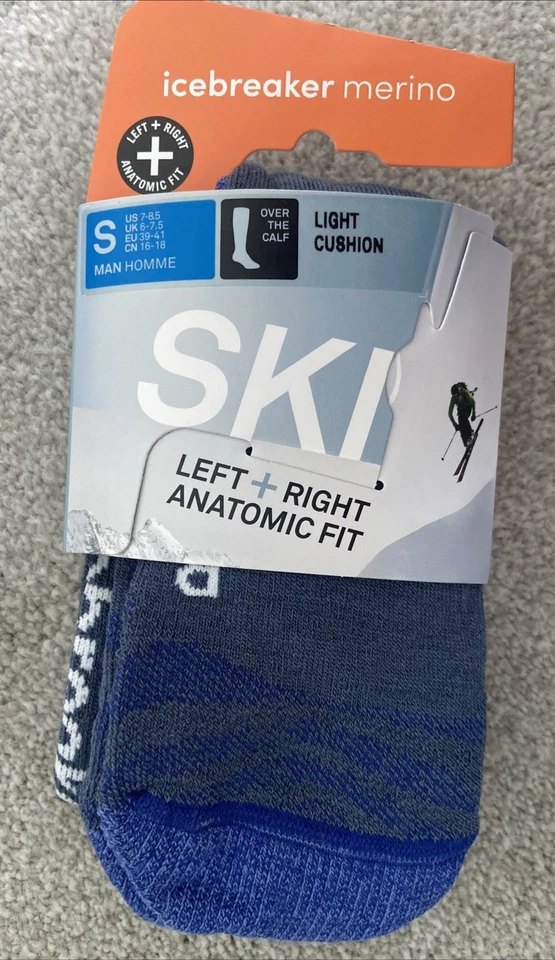 icebreaker merino
LEFT + RIGHT
ANATOMIC FIT
S
US 7-8.5
UK 6-7.5
EU 39-41
CN 16-18
MAN HOMME
OVER
THE
CALF
LIGHT
CUSHION
SKI
LEFT + RIGHT
ANATOMIC FIT